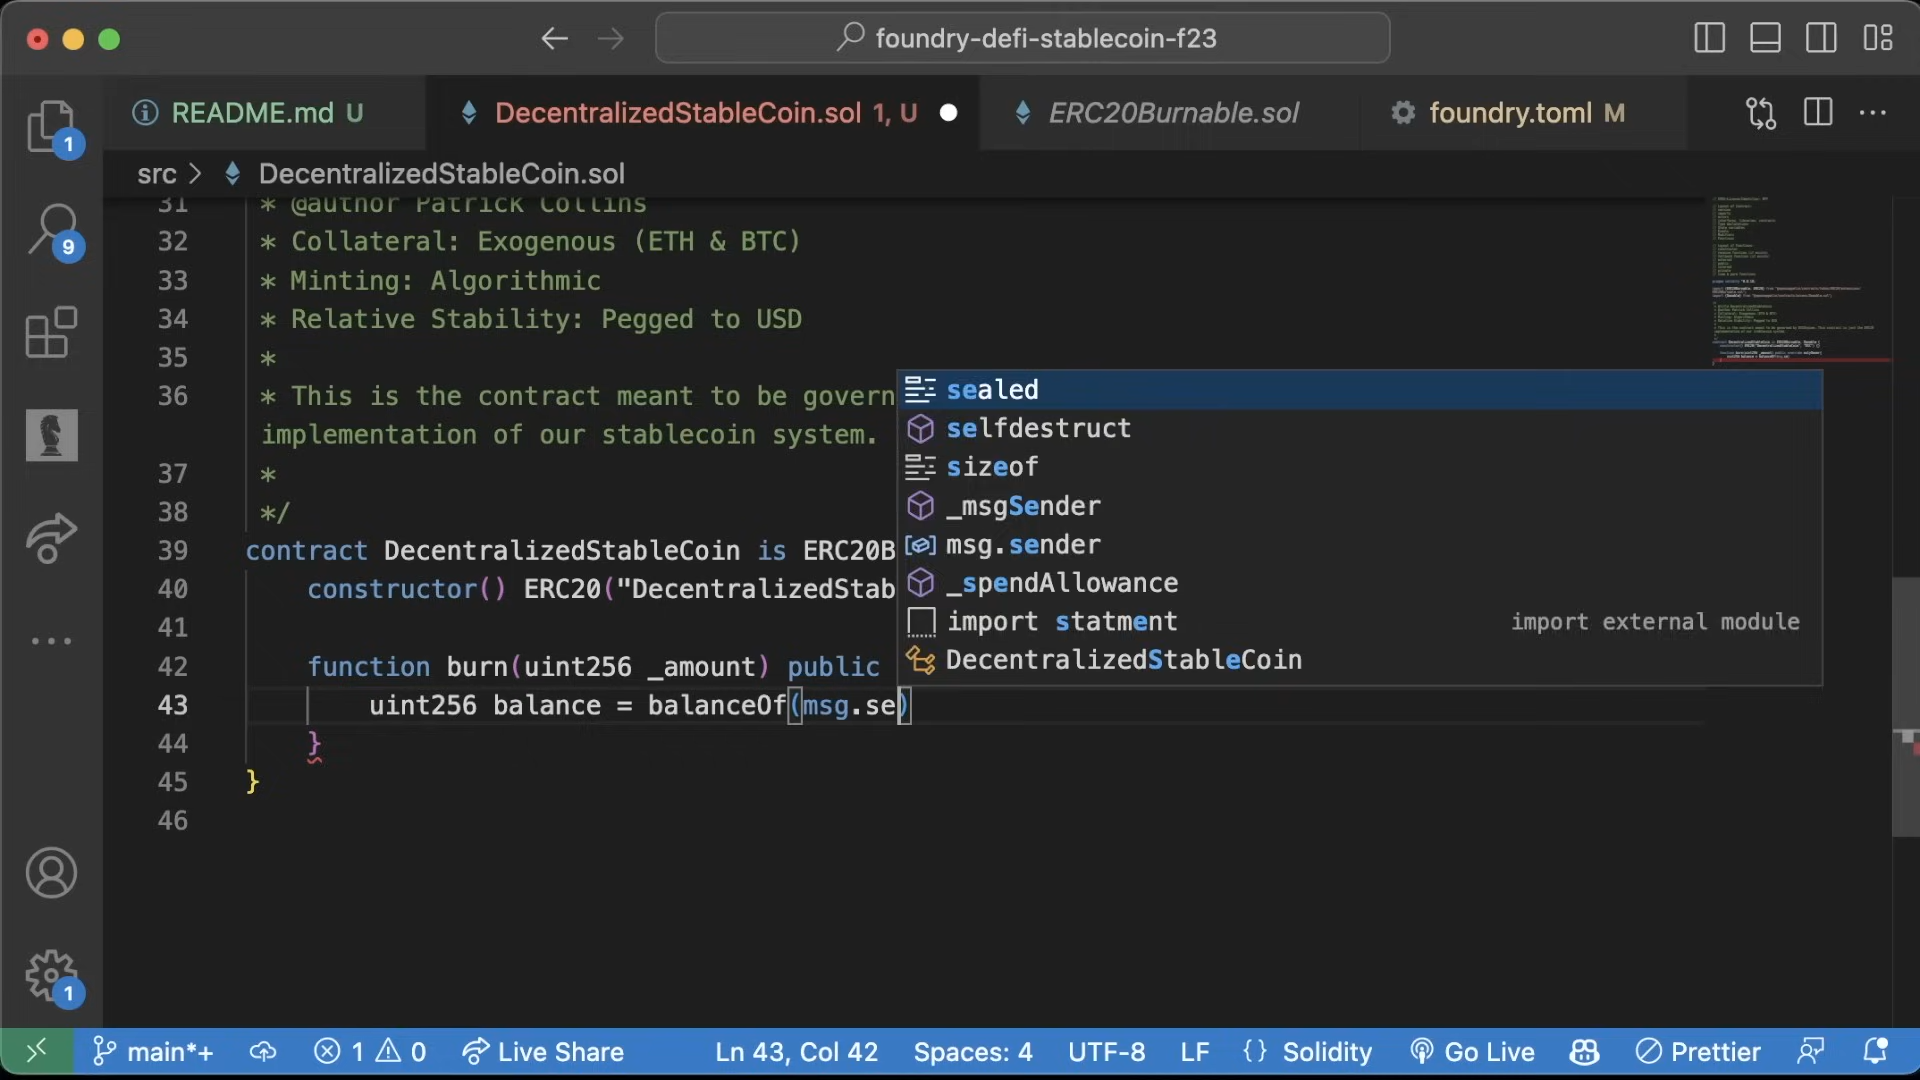 foundry-defi-stablecoin-f23
README.md U
DecentralizedStableCoin.sol 1, U
ERC20Burnable.sol
foundry.toml M
src > DecentralizedStableCoin.sol
31 * @author Patrick Collins
32 * Collateral: Exogenous (ETH & BTC)
33 * Minting: Algorithmic
34 * Relative Stability: Pegged to USD
35 *
36 * This is the contract meant to be govern
implementation of our stablecoin system.
37 *
38 */
39 contract DecentralizedStableCoin is ERC20B
40 constructor() ERC20("DecentralizedStab
41
42 function burn(uint256 _amount) public
43 uint256 balance = balanceOf(msg.se)
44 }
45 }
46
sealed
selfdestruct
sizeof
_msgSender
msg.sender
_spendAllowance
import statment import external module
DecentralizedStableCoin
1
9
1
main*+ 1 0 Live Share Ln 43, Col 42 Spaces: 4 UTF-8 LF {} Solidity Go Live Prettier